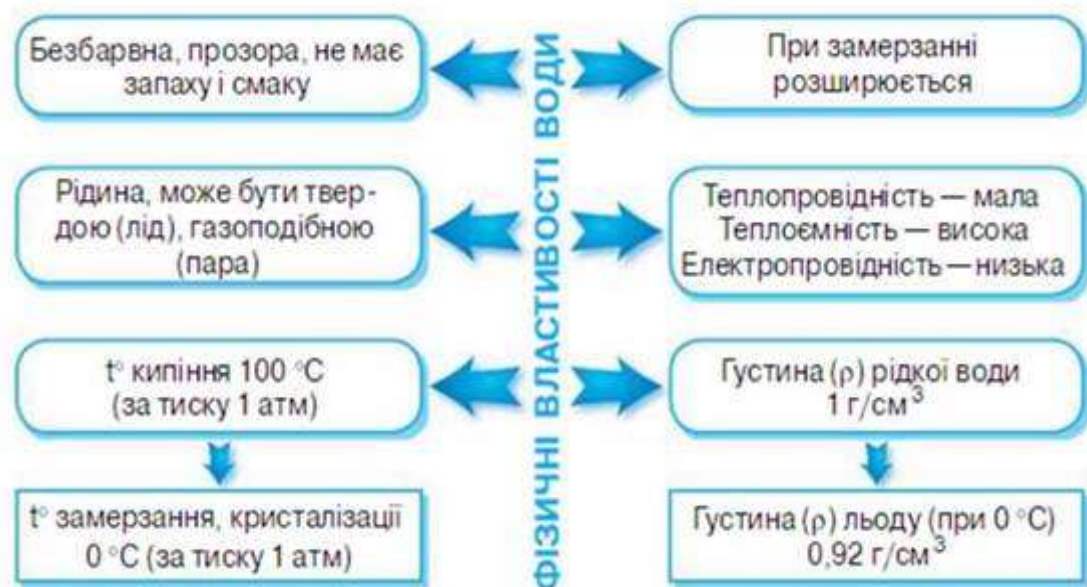 Безбарвна, прозора, не має
запаху і смаку
При замерзанні
розширюється
Рідина, може бути твер-
дою (лід), газоподібною
(пара)
Теплопровідність — мала
Теплоємність — висока
Електропровідність — низька
t° кипіння 100 °C
(за тиску 1 атм)
Густина (ρ) рідкої води
1 г/см³
t° замерзання, кристалізації
0 °C (за тиску 1 атм)
Густина (ρ) льоду (при 0 °C)
0,92 г/см³
ФІЗИЧНІ ВЛАСТИВОСТІ ВОДИ